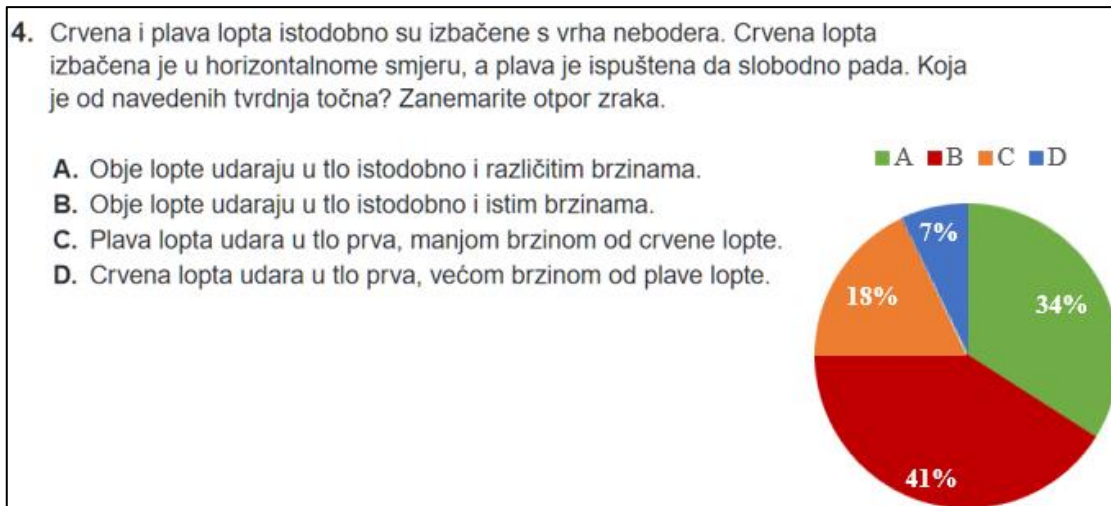 4. Crvena i plava lopta istodobno su izbačene s vrha nebodera. Crvena lopta
izbačena je u horizontalnome smjeru, a plava je ispuštena da slobodno pada. Koja
je od navedenih tvrdnja točna? Zanemarite otpor zraka.
A. Obje lopte udaraju u tlo istodobno i različitim brzinama.
B. Obje lopte udaraju u tlo istodobno i istim brzinama.
C. Plava lopta udara u tlo prva, manjom brzinom od crvene lopte.
D. Crvena lopta udara u tlo prva, većom brzinom od plave lopte.
A B C D
7%
18%
34%
41%